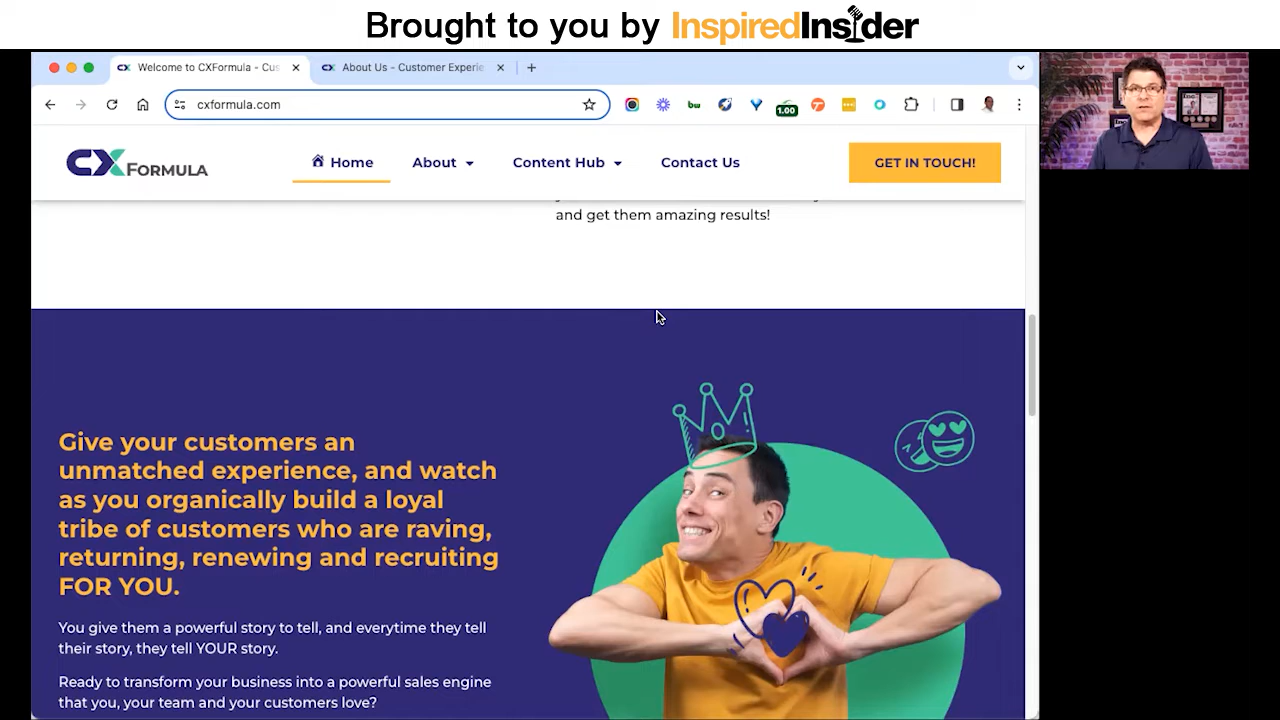 Brought to you by InspiredInsider
Welcome to CXFormula - Cus
About Us - Customer Experie
cxformula.com
bw
1.00
CXFORMULA
Home
About
Content Hub
Contact Us
GET IN TOUCH!
and get them amazing results!
Give your customers an
unmatched experience, and watch
as you organically build a loyal
tribe of customers who are raving,
returning, renewing and recruiting
FOR YOU.
You give them a powerful story to tell, and everytime they tell
their story, they tell YOUR story.
Ready to transform your business into a powerful sales engine
that you, your team and your customers love?